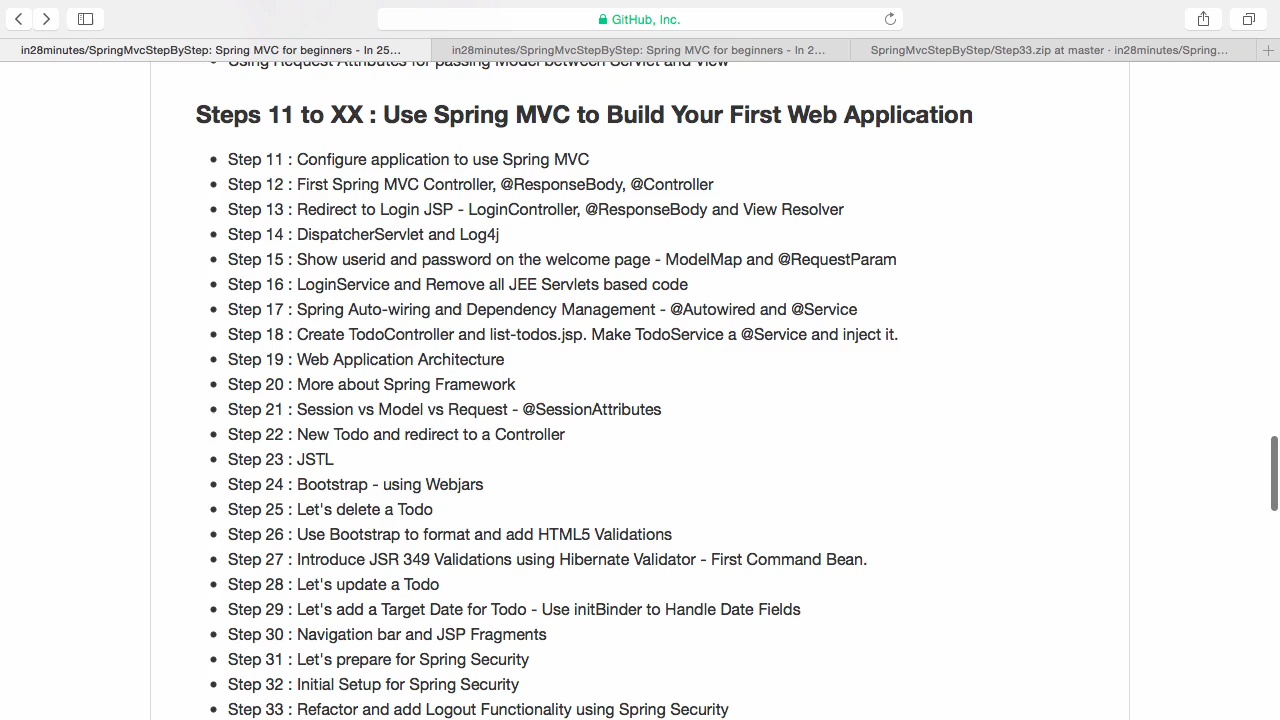 GitHub, Inc.
in28minutes/SpringMvcStepByStep: Spring MVC for beginners - In 25...
in28minutes/SpringMvcStepByStep: Spring MVC for beginners - In 2...
SpringMvcStepByStep/Step33.zip at master · in28minutes/Spring...
Using Request Attributes for passing Model between Servlet and View
Steps 11 to XX : Use Spring MVC to Build Your First Web Application
Step 11 : Configure application to use Spring MVC
Step 12 : First Spring MVC Controller, @ResponseBody, @Controller
Step 13 : Redirect to Login JSP - LoginController, @ResponseBody and View Resolver
Step 14 : DispatcherServlet and Log4j
Step 15 : Show userid and password on the welcome page - ModelMap and @RequestParam
Step 16 : LoginService and Remove all JEE Servlets based code
Step 17 : Spring Auto-wiring and Dependency Management - @Autowired and @Service
Step 18 : Create TodoController and list-todos.jsp. Make TodoService a @Service and inject it.
Step 19 : Web Application Architecture
Step 20 : More about Spring Framework
Step 21 : Session vs Model vs Request - @SessionAttributes
Step 22 : New Todo and redirect to a Controller
Step 23 : JSTL
Step 24 : Bootstrap - using Webjars
Step 25 : Let's delete a Todo
Step 26 : Use Bootstrap to format and add HTML5 Validations
Step 27 : Introduce JSR 349 Validations using Hibernate Validator - First Command Bean.
Step 28 : Let's update a Todo
Step 29 : Let's add a Target Date for Todo - Use initBinder to Handle Date Fields
Step 30 : Navigation bar and JSP Fragments
Step 31 : Let's prepare for Spring Security
Step 32 : Initial Setup for Spring Security
Step 33 : Refactor and add Logout Functionality using Spring Security